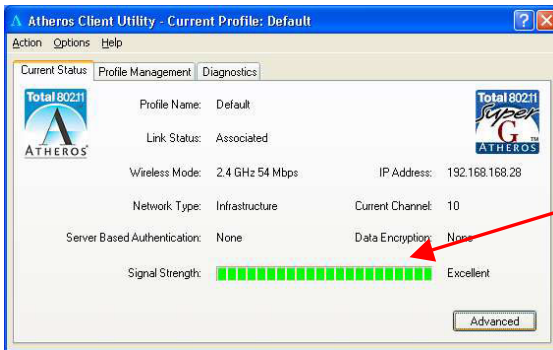 Atheros Client Utility - Current Profile: Default
Action Options Help
Current Status Profile Management Diagnostics
Total 802.11
ATHEROS
Total 802.11
Super
G
TM
ATHEROS
Profile Name: Default
Link Status: Associated
Wireless Mode: 2.4 GHz 54 Mbps IP Address: 192.168.168.28
Network Type: Infrastructure Current Channel: 10
Server Based Authentication: None Data Encryption: None
Signal Strength: Excellent
Advanced